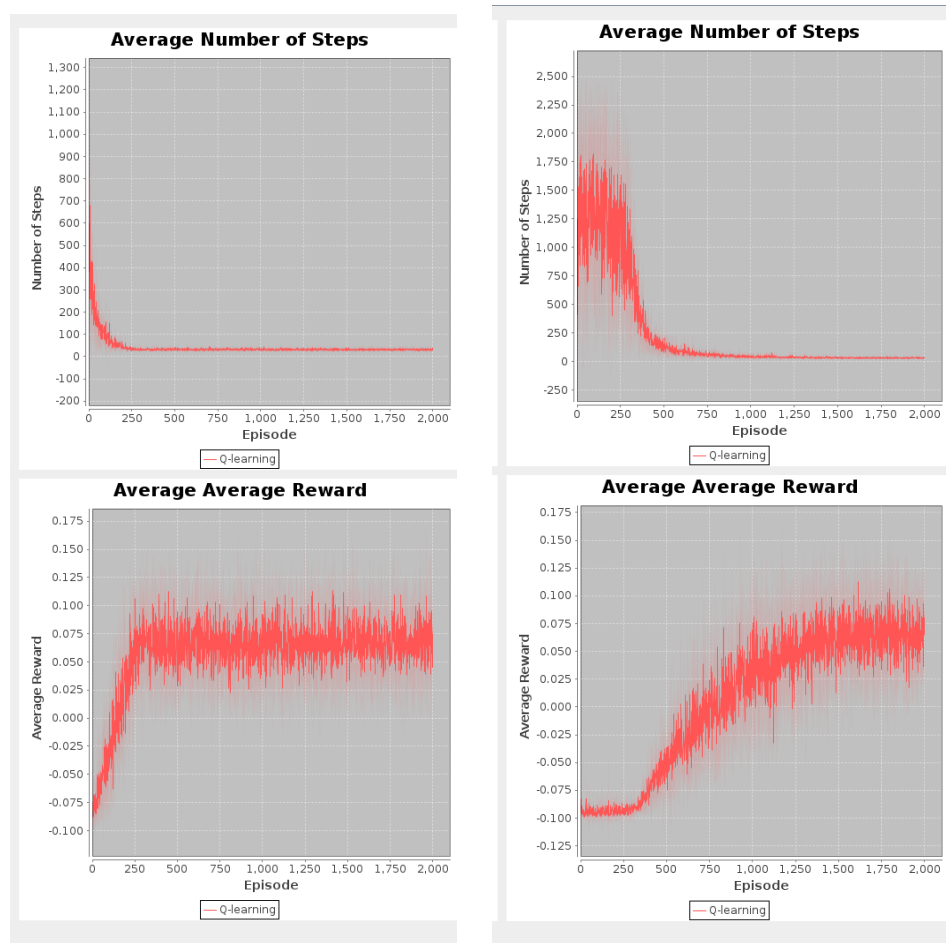 Average Number of Steps
Number of Steps
1,300
1,200
1,100
1,000
900
800
700
600
500
400
300
200
100
0
-100
-200
0 250 500 750 1,000 1,250 1,500 1,750 2,000
Episode
Q-learning
Average Number of Steps
Number of Steps
2,500
2,250
2,000
1,750
1,500
1,250
1,000
750
500
250
0
-250
0 250 500 750 1,000 1,250 1,500 1,750 2,000
Episode
Q-learning
Average Average Reward
Average Reward
0.175
0.150
0.125
0.100
0.075
0.050
0.025
0.000
-0.025
-0.050
-0.075
-0.100
0 250 500 750 1,000 1,250 1,500 1,750 2,000
Episode
Q-learning
Average Average Reward
Average Reward
0.175
0.150
0.125
0.100
0.075
0.050
0.025
0.000
-0.025
-0.050
-0.075
-0.100
-0.125
0 250 500 750 1,000 1,250 1,500 1,750 2,000
Episode
Q-learning